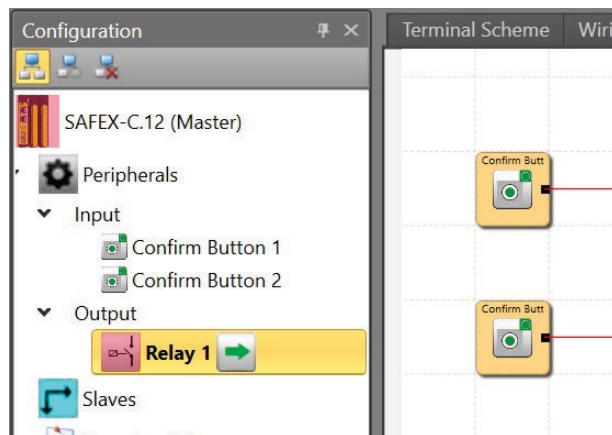 Configuration
Terminal Scheme
SAFEX-C.12 (Master)
Peripherals
Input
Confirm Button 1
Confirm Button 2
Output
Relay 1
Slaves
Confirm Butt
Confirm Butt